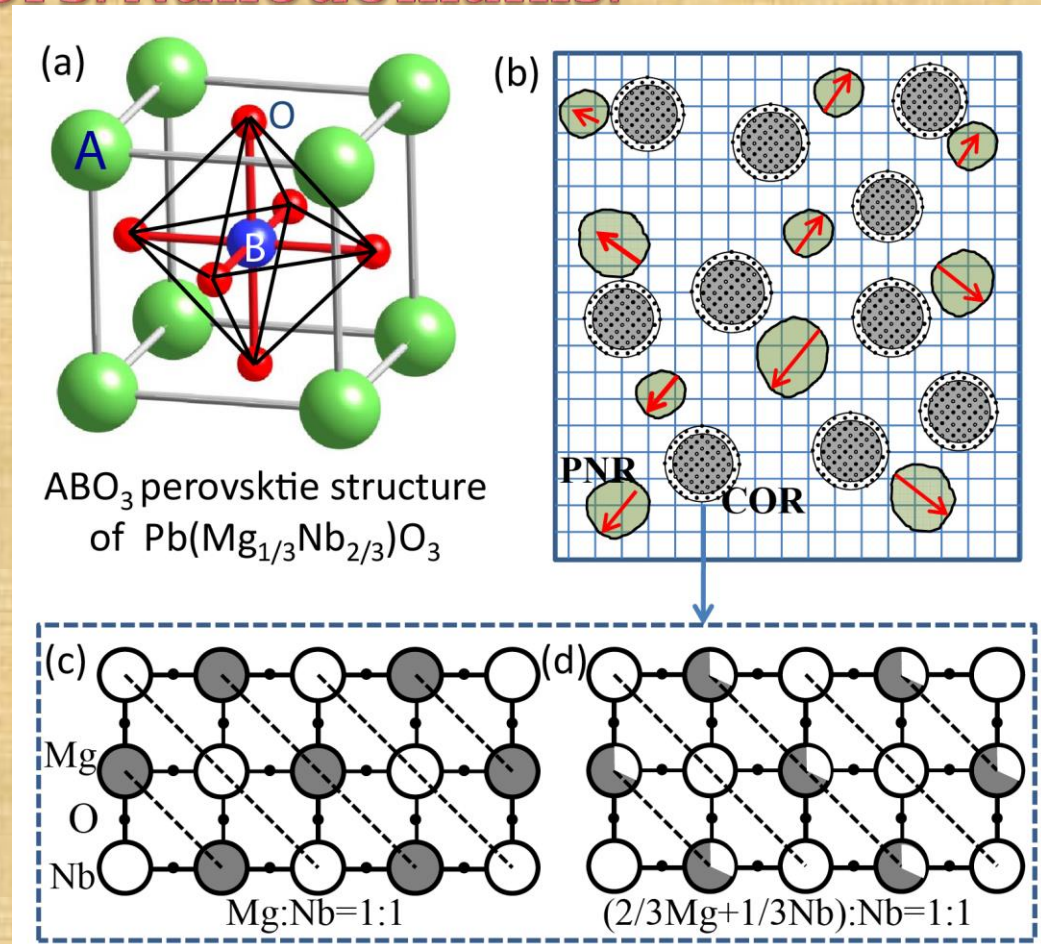 (a)
A
O
B
ABO₃ perovsktie structure
of Pb(Mg₁/₃Nb₂/₃)O₃
(b)
PNR
COR
(c)
(d)
Mg
O
Nb
Mg:Nb=1:1
(2/3Mg+1/3Nb):Nb=1:1